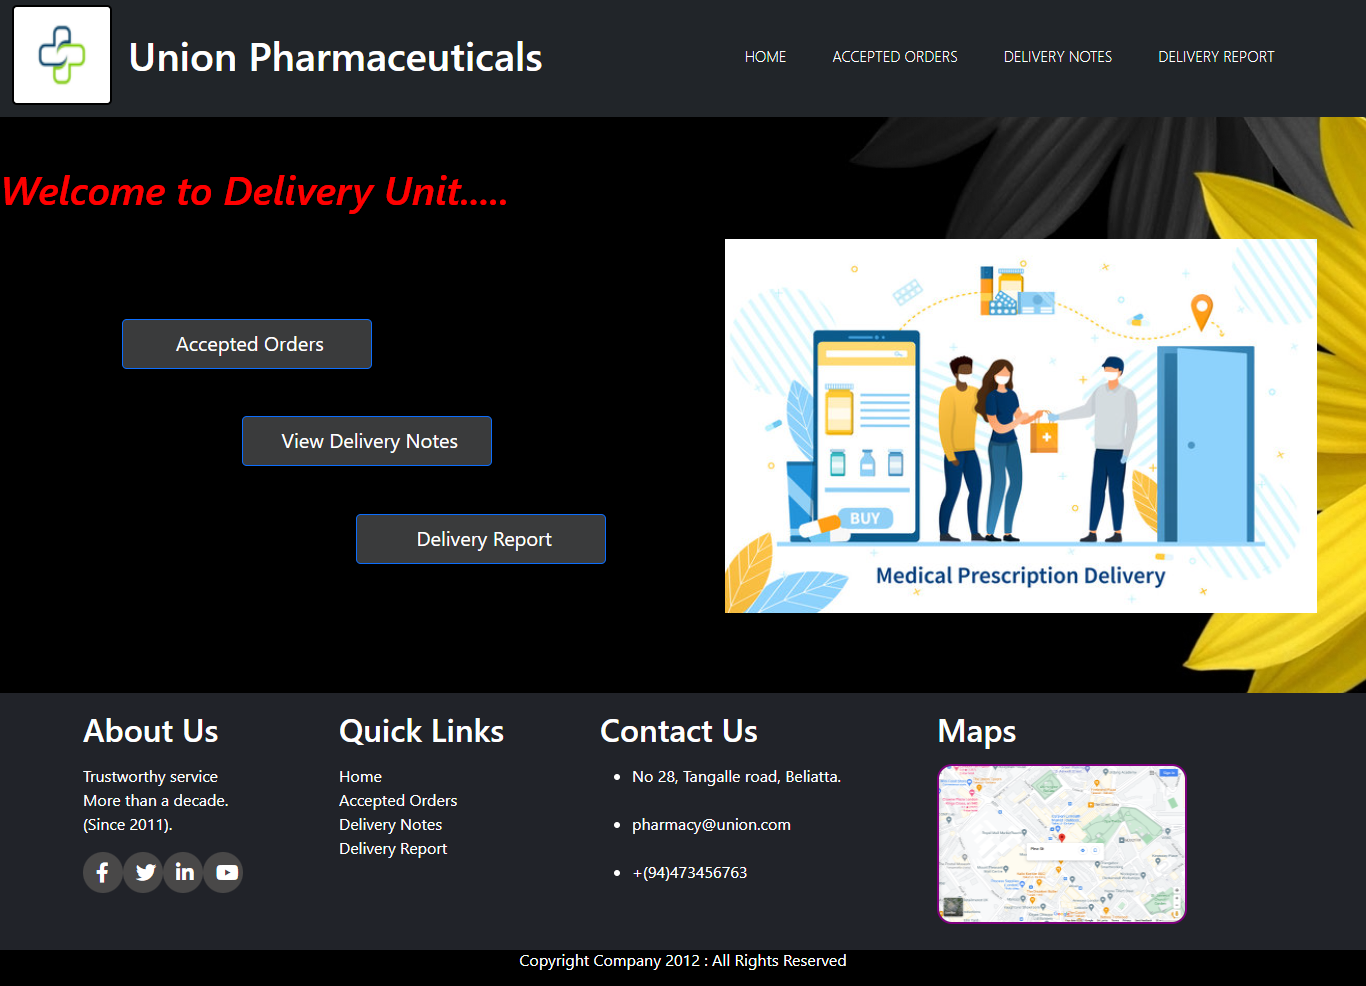 Union Pharmaceuticals
HOME
ACCEPTED ORDERS
DELIVERY NOTES
DELIVERY REPORT
Welcome to Delivery Unit.....
Accepted Orders
View Delivery Notes
Delivery Report
BUY
Medical Prescription Delivery
About Us
Trustworthy service
More than a decade.
(Since 2011).
Quick Links
Home
Accepted Orders
Delivery Notes
Delivery Report
Contact Us
No 28, Tangalle road, Beliatta.
pharmacy@union.com
+(94)473456763
Maps
Copyright Company 2012 : All Rights Reserved